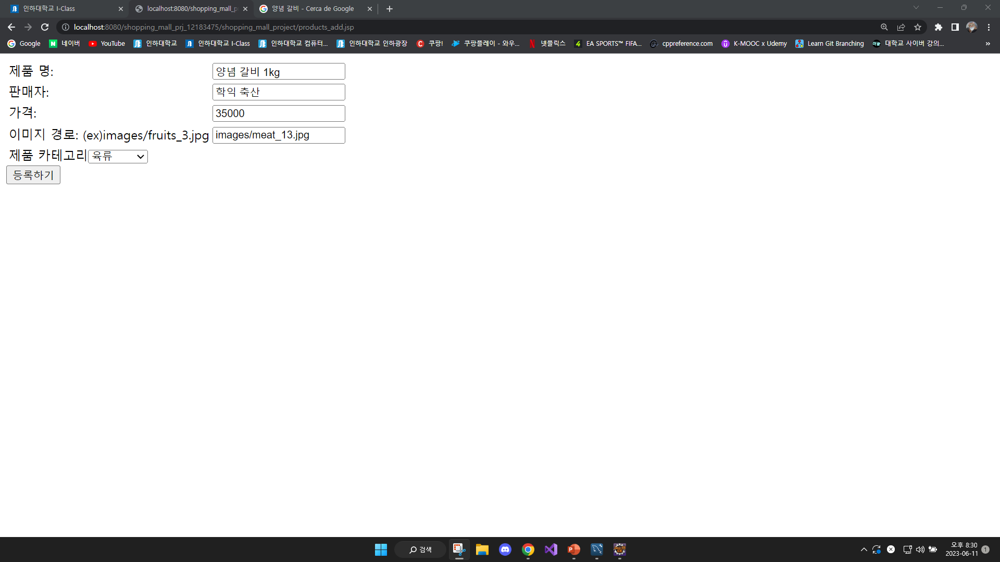 인하대학교 I-Class
localhost:8080/shopping_mall_p
양념 갈비 - Cerca de Google
localhost:8080/shopping_mall_prj_12183475/shopping_mall_project/products_add.jsp
Google 네이버 YouTube 인하대학교 인하대학교 I-Class 인하대학교 컴퓨터... 인하대학교 인하광장 쿠팡! 쿠팡플레이 - 와우... 넷플릭스 EA SPORTS™ FIFA... cppreference.com K-MOOC x Udemy Learn Git Branching 대학교 사이버 강의... »
제품 명: 양념 갈비 1kg
판매자: 학익 축산
가격: 35000
이미지 경로: (ex)images/fruits_3.jpg images/meat_13.jpg
제품 카테고리 육류
등록하기
검색
오후 8:30
2023-06-11
1